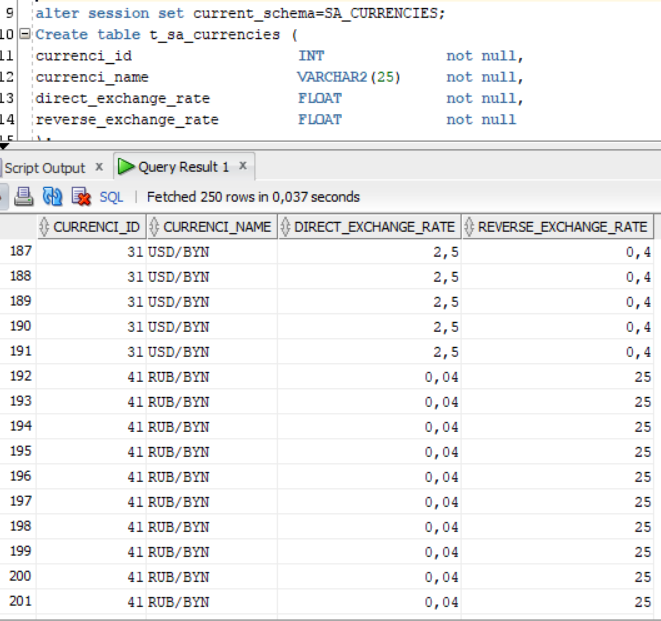 9 alter session set current_schema=SA_CURRENCIES;
10 Create table t_sa_currencies (
11 currenci_id INT not null,
12 currenci_name VARCHAR2(25) not null,
13 direct_exchange_rate FLOAT not null,
14 reverse_exchange_rate FLOAT not null
15 );
Script Output x Query Result 1 x
SQL | Fetched 250 rows in 0,037 seconds
CURRENCI_ID CURRENCI_NAME DIRECT_EXCHANGE_RATE REVERSE_EXCHANGE_RATE
187 31 USD/BYN 2,5 0,4
188 31 USD/BYN 2,5 0,4
189 31 USD/BYN 2,5 0,4
190 31 USD/BYN 2,5 0,4
191 31 USD/BYN 2,5 0,4
192 41 RUB/BYN 0,04 25
193 41 RUB/BYN 0,04 25
194 41 RUB/BYN 0,04 25
195 41 RUB/BYN 0,04 25
196 41 RUB/BYN 0,04 25
197 41 RUB/BYN 0,04 25
198 41 RUB/BYN 0,04 25
199 41 RUB/BYN 0,04 25
200 41 RUB/BYN 0,04 25
201 41 RUB/BYN 0,04 25